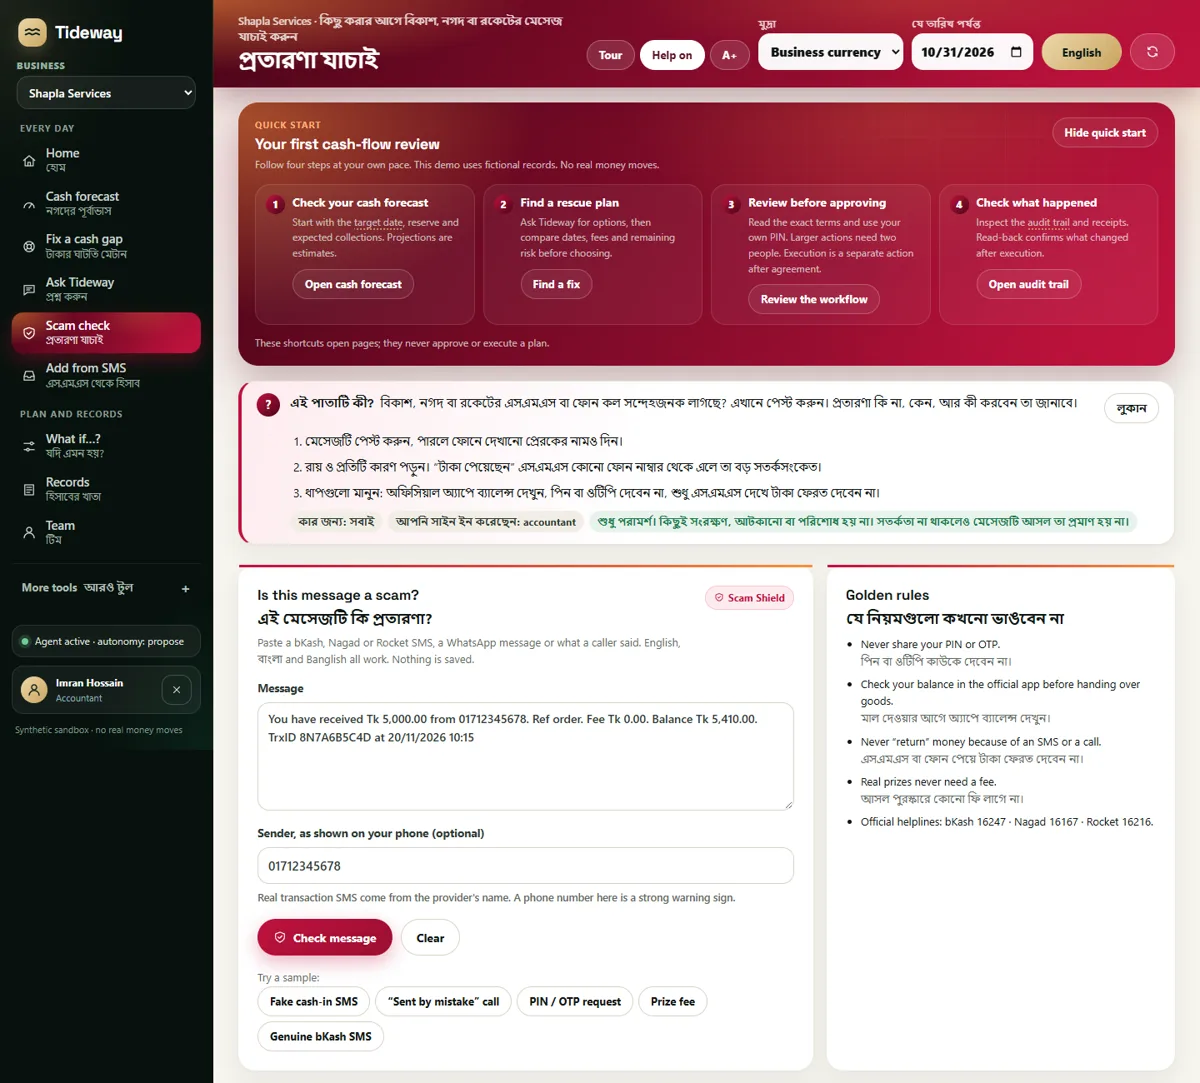 Tideway
BUSINESS
Shapla Services
EVERY DAY
Home
হোম
Cash forecast
নগদের পূর্বাভাস
Fix a cash gap
টাকার ঘাটতি মেটান
Ask Tideway
প্রশ্ন করুন
Scam check
প্রতারণা যাচাই
Add from SMS
এসএমএস থেকে হিসাব
PLAN AND RECORDS
What if...?
যদি এমন হয়?
Records
হিসাবের খাতা
Team
টিম
More tools আরও টুল +
Agent active · autonomy: propose
Imran Hossain
Accountant
Synthetic sandbox · no real money moves
Shapla Services · কিছু করার আগে বিকাশ, নগদ বা রকেটের মেসেজ
যাচাই করুন
প্রতারণা যাচাই
Tour
Help on
A+
মুদ্রা
Business currency
যে তারিখ পর্যন্ত
10/31/2026
English
QUICK START
Your first cash-flow review
Follow four steps at your own pace. This demo uses fictional records. No real money moves.
Hide quick start
1 Check your cash forecast
Start with the target date, reserve and
expected collections. Projections are
estimates.
Open cash forecast
2 Find a rescue plan
Ask Tideway for options, then
compare dates, fees and remaining
risk before choosing.
Find a fix
3 Review before approving
Read the exact terms and use your
own PIN. Larger actions need two
people. Execution is a separate action
after agreement.
Review the workflow
4 Check what happened
Inspect the audit trail and receipts.
Read-back confirms what changed
after execution.
Open audit trail
These shortcuts open pages; they never approve or execute a plan.
? এই পাতাটি কী? বিকাশ, নগদ বা রকেটের এসএমএস বা ফোন কল সন্দেহজনক লাগছে? এখানে পেস্ট করুন। প্রতারণা কি না, কেন, আর কী করবেন তা জানাবে।
লুকান
1. মেসেজটি পেস্ট করুন, পারলে ফোনে দেখানো প্রেরকের নামও দিন।
2. রায় ও প্রতিটি কারণ পড়ুন। “টাকা পেয়েছেন” এসএমএস কোনো ফোন নাম্বার থেকে এলে তা বড় সতর্কসংকেত।
3. ধাপগুলো মানুন: অফিসিয়াল অ্যাপে ব্যালেন্স দেখুন, পিন বা ওটিপি দেবেন না, শুধু এসএমএস দেখে টাকা ফেরত দেবেন না।
কার জন্য: সবাই
আপনি সাইন ইন করেছেন: accountant
শুধু পরামর্শ। কিছুই সংরক্ষণ, আটকানো বা পরিশোধ হয় না। সতর্কতা না থাকলেও মেসেজটি আসল তা প্রমাণ হয় না।
Is this message a scam?
এই মেসেজটি কি প্রতারণা?
Scam Shield
Paste a bKash, Nagad or Rocket SMS, a WhatsApp message or what a caller said. English,
বাংলা and Banglish all work. Nothing is saved.
Message
You have received Tk 5,000.00 from 01712345678. Ref order. Fee Tk 0.00. Balance Tk 5,410.00.
TrxID 8N7A6B5C4D at 20/11/2026 10:15
Sender, as shown on your phone (optional)
01712345678
Real transaction SMS come from the provider's name. A phone number here is a strong warning sign.
Check message
Clear
Try a sample:
Fake cash-in SMS
“Sent by mistake” call
PIN / OTP request
Prize fee
Genuine bKash SMS
Golden rules
যে নিয়মগুলো কখনো ভাঙবেন না
• Never share your PIN or OTP.
পিন বা ওটিপি কাউকে দেবেন না।
• Check your balance in the official app before handing over
goods.
মাল দেওয়ার আগে অ্যাপে ব্যালেন্স দেখুন।
• Never “return” money because of an SMS or a call.
এসএমএস বা ফোন পেয়ে টাকা ফেরত দেবেন না।
• Real prizes never need a fee.
আসল পুরস্কারে কোনো ফি লাগে না।
• Official helplines: bKash 16247 · Nagad 16167 · Rocket 16216.